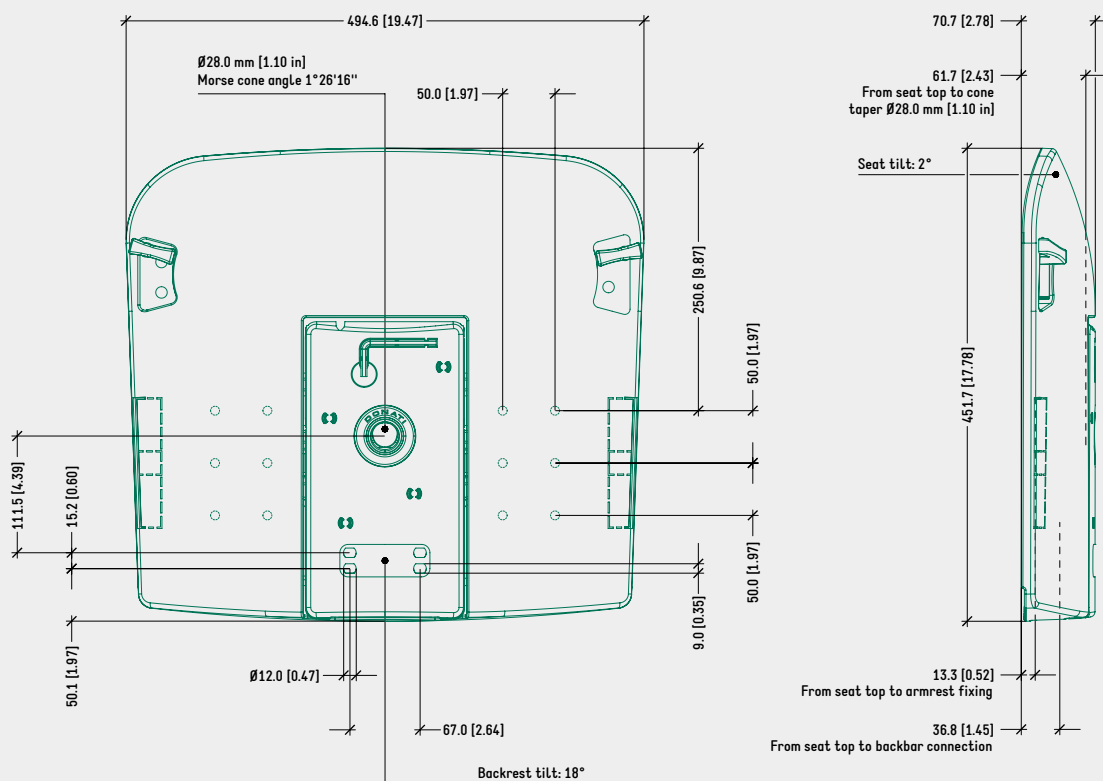 494.6 [19.47]
70.7 [2.78]
Ø28.0 mm [1.10 in]
Morse cone angle 1°26'16''
50.0 [1.97]
61.7 [2.43]
From seat top to cone
taper Ø28.0 mm [1.10 in]
Seat tilt: 2°
250.6 [9.87]
50.0 [1.97]
451.7 [17.78]
DONATI
111.5 [4.39]
15.2 [0.60]
50.0 [1.97]
9.0 [0.35]
50.1 [1.97]
Ø12.0 [0.47]
67.0 [2.64]
13.3 [0.52]
From seat top to armrest fixing
36.8 [1.45]
From seat top to backbar connection
Backrest tilt: 18°